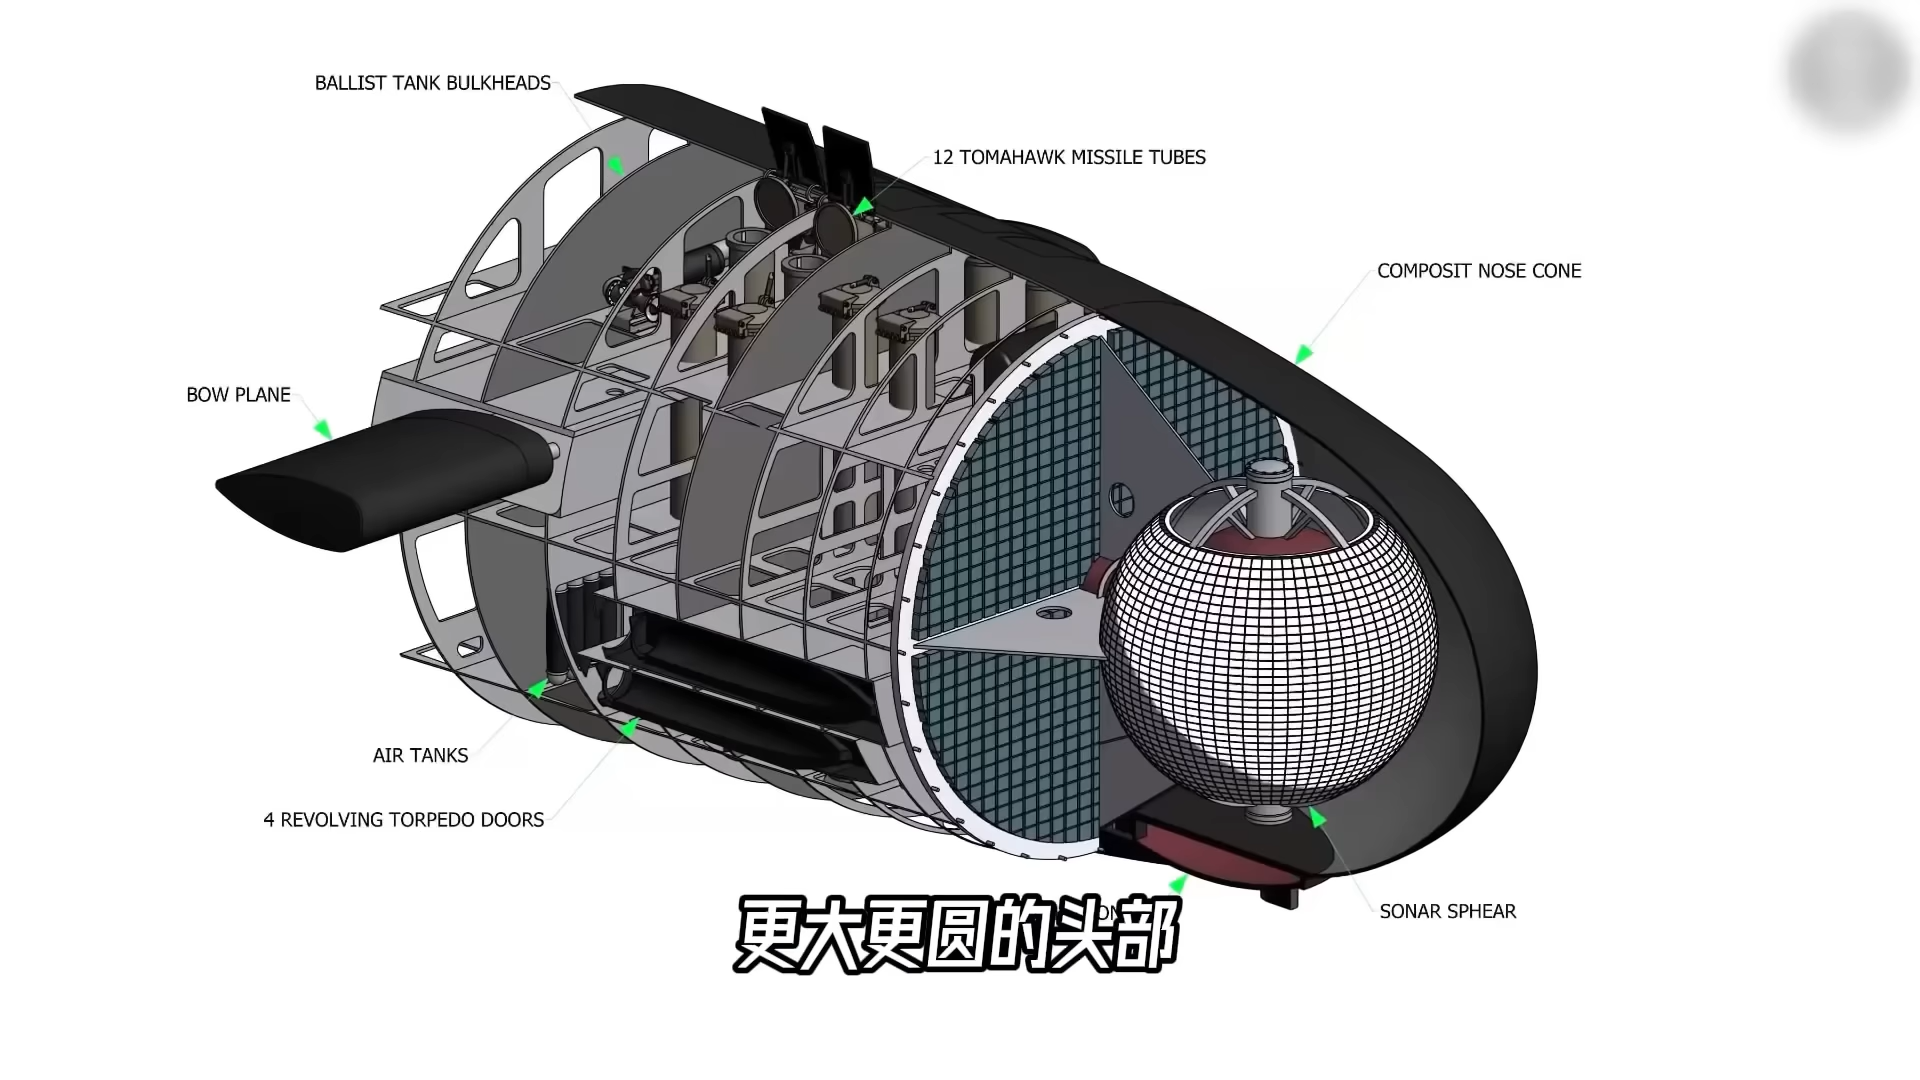 BALLIST TANK BULKHEADS
12 TOMAHAWK MISSILE TUBES
COMPOSIT NOSE CONE
BOW PLANE
AIR TANKS
4 REVOLVING TORPEDO DOORS
SONAR SPHEAR
更大更圆的头部